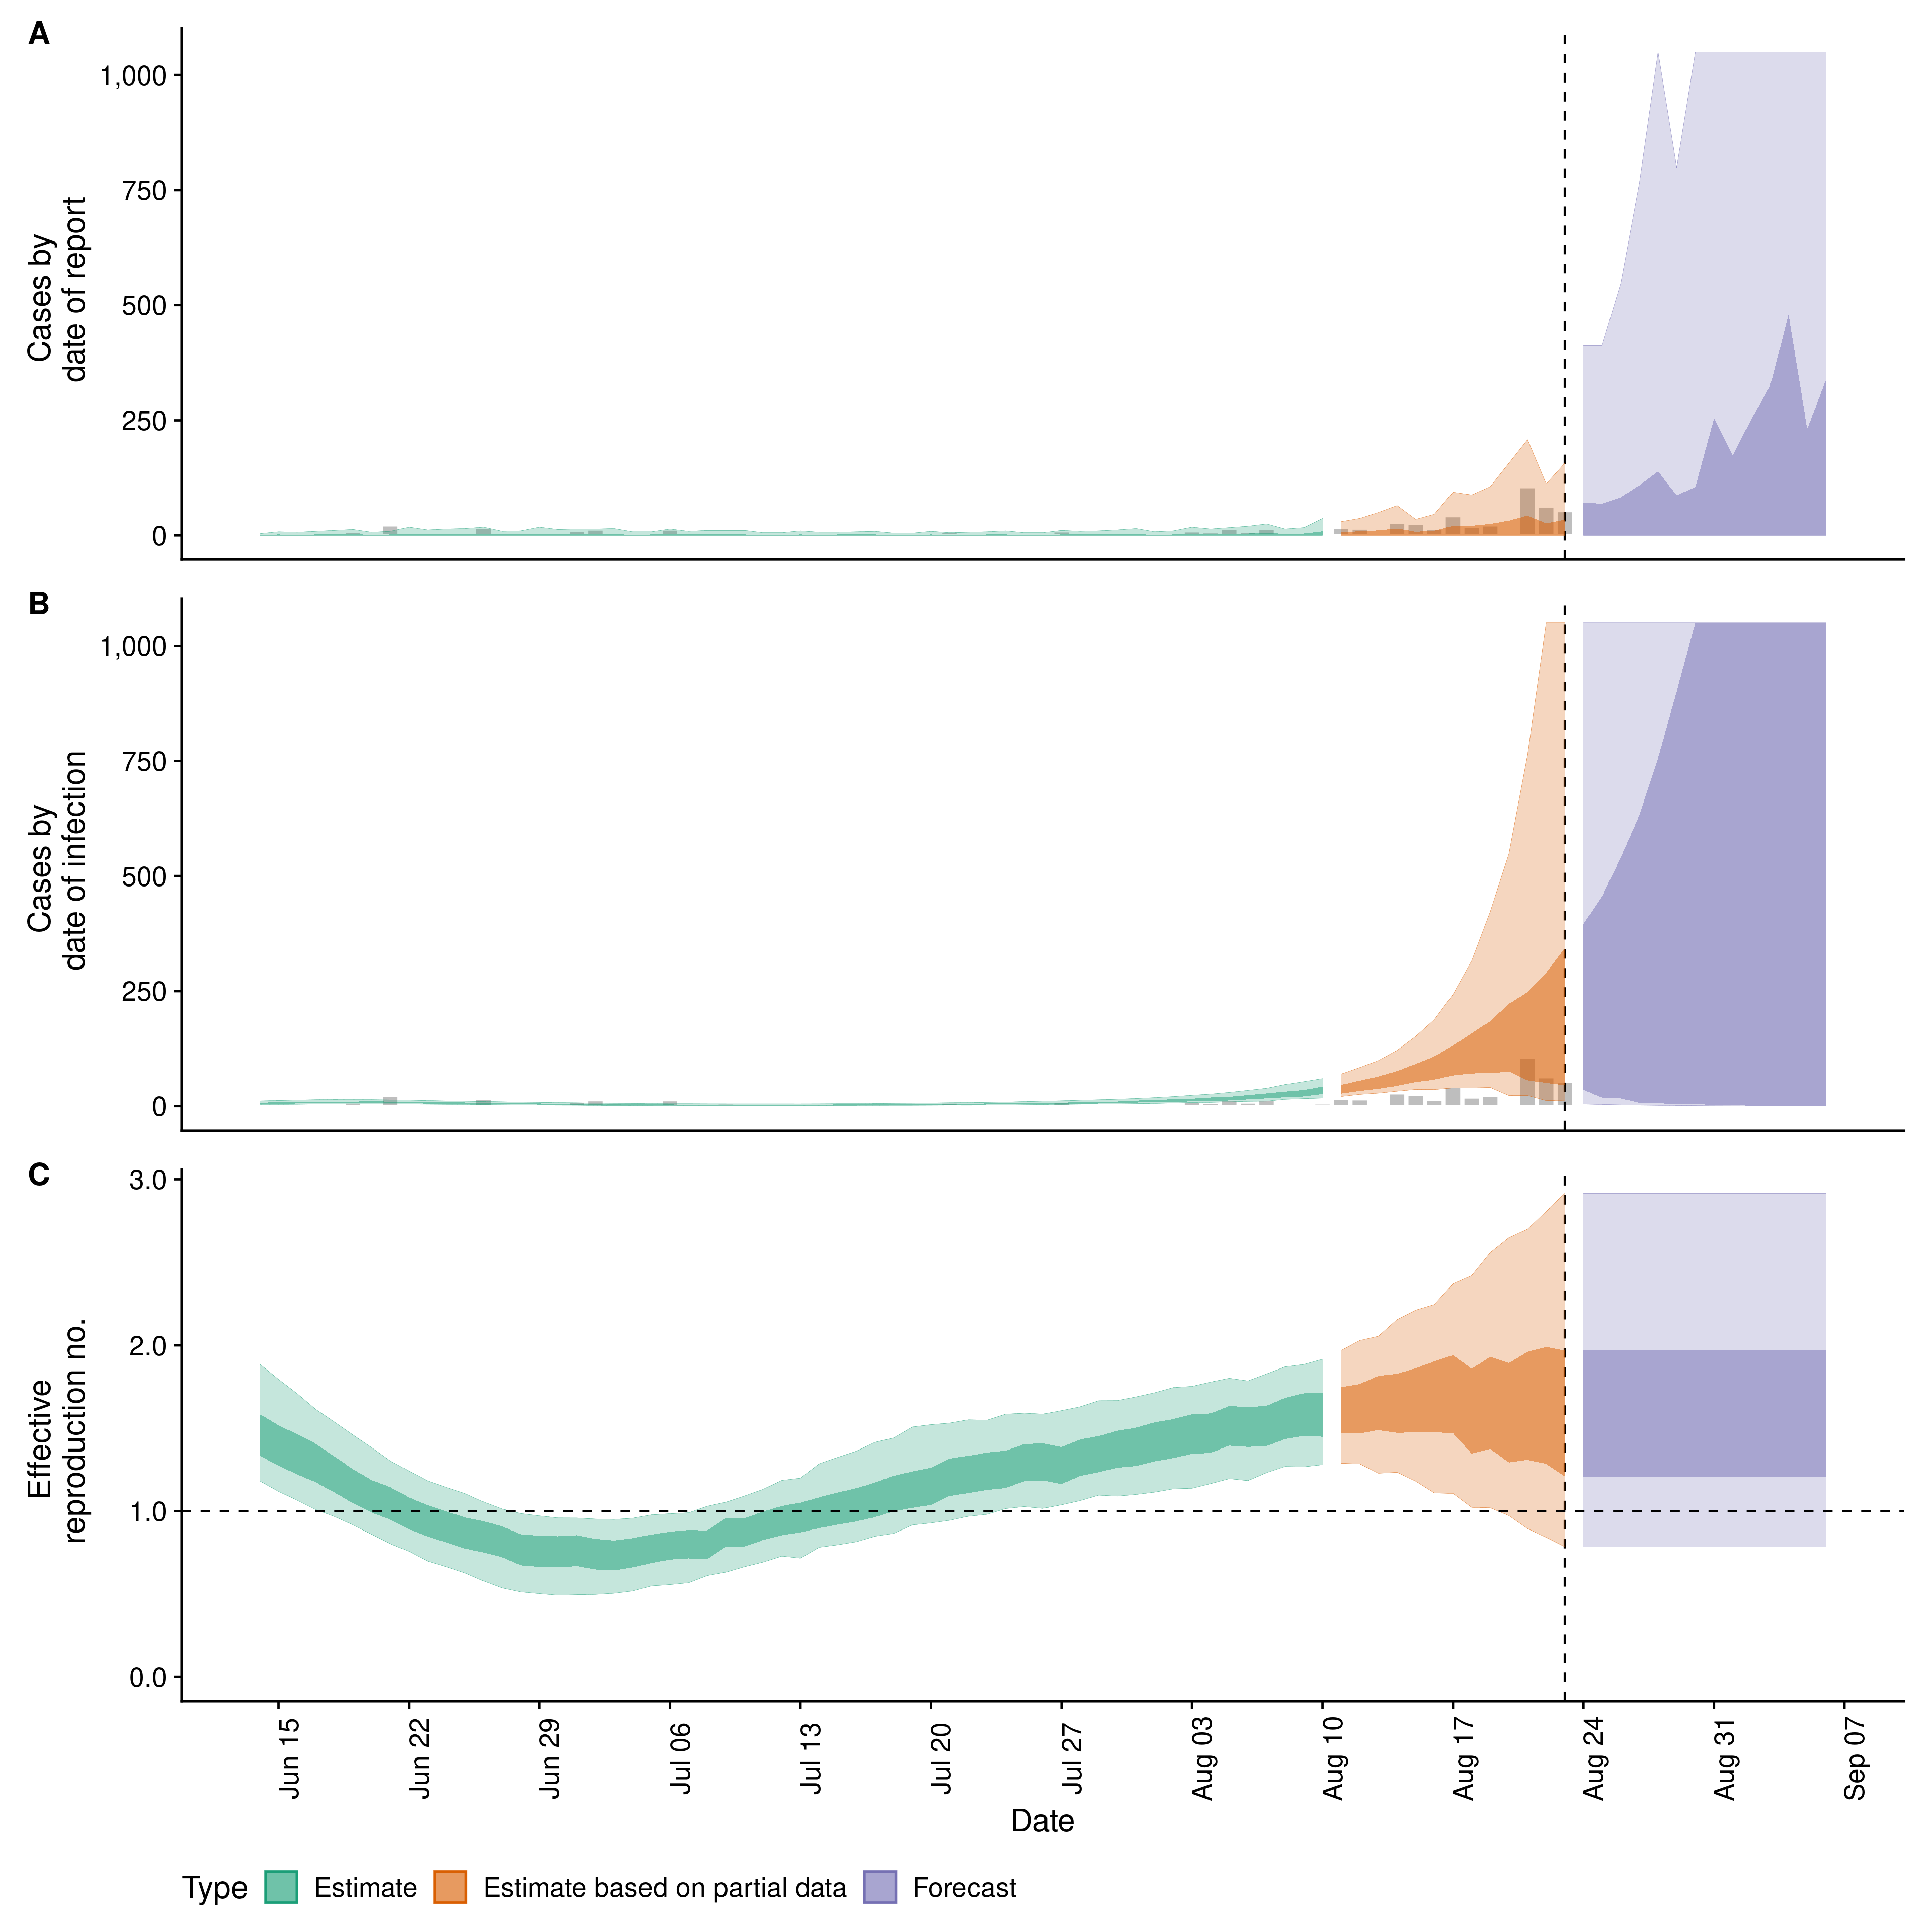 A
Cases by
date of report
1,000
750
500
250
0
B
Cases by
date of infection
1,000
750
500
250
0
C
Effective
reproduction no.
3.0
2.0
1.0
0.0
Jun 15
Jun 22
Jun 29
Jul 06
Jul 13
Jul 20
Jul 27
Aug 03
Aug 10
Aug 17
Aug 24
Aug 31
Sep 07
Date
Type Estimate Estimate based on partial data Forecast